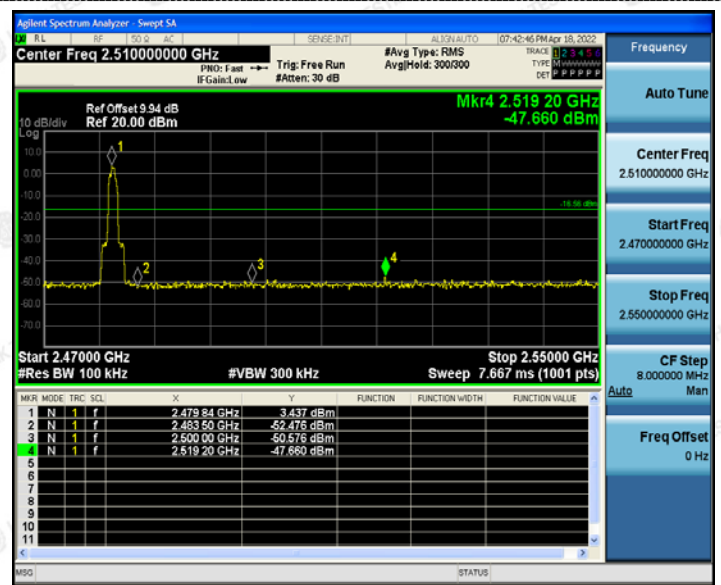 Agilent Spectrum Analyzer - Swept SA
RL RF 50 Ω AC SENSE:INT ALIGN AUTO 07:42:46 PM Apr 18, 2022
Center Freq 2.510000000 GHz
PNO: Fast
IFGain:Low
Trig: Free Run
#Atten: 30 dB
#Avg Type: RMS
Avg|Hold: 300/300
TRACE 1 2 3 4 5 6
TYPE M W W W W W
DET P P P P P P
Ref Offset 9.94 dB
10 dB/div Ref 20.00 dBm
Log
Mkr4 2.519 20 GHz
-47.660 dBm
10.0
0.00
-10.0
-20.0
-30.0
-40.0
-50.0
-60.0
-70.0
1
2
3
4
-16.56 dBm
Start 2.47000 GHz Stop 2.55000 GHz
#Res BW 100 kHz #VBW 300 kHz Sweep 7.667 ms (1001 pts)
MKR MODE TRC SCL X Y FUNCTION FUNCTION WIDTH FUNCTION VALUE
1 N 1 f 2.479 84 GHz 3.437 dBm
2 N 1 f 2.483 50 GHz -52.476 dBm
3 N 1 f 2.500 00 GHz -50.576 dBm
4 N 1 f 2.519 20 GHz -47.660 dBm
5
6
7
8
9
10
11
MSG STATUS
Frequency
Auto Tune
Center Freq
2.510000000 GHz
Start Freq
2.470000000 GHz
Stop Freq
2.550000000 GHz
CF Step
8.000000 MHz
Auto Man
Freq Offset
0 Hz